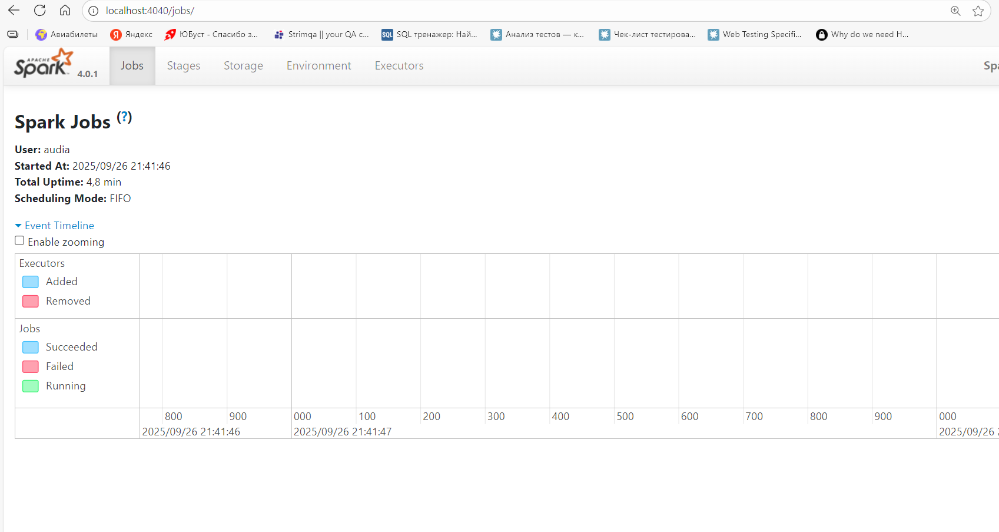 localhost:4040/jobs/
Авиабилеты Яндекс ЮБуст - Спасибо з... Strimqa || your QA c... SQL SQL тренажер: Най... Анализ тестов — к... Чек-лист тестирова... Web Testing Specifi... Why do we need H...
APACHE Spark™ 4.0.1 Jobs Stages Storage Environment Executors Spa
Spark Jobs (?)
User: audia
Started At: 2025/09/26 21:41:46
Total Uptime: 4,8 min
Scheduling Mode: FIFO
Event Timeline
Enable zooming
Executors
Added
Removed
Jobs
Succeeded
Failed
Running
800 900 000 100 200 300 400 500 600 700 800 900 000
2025/09/26 21:41:46 2025/09/26 21:41:47 2025/09/26